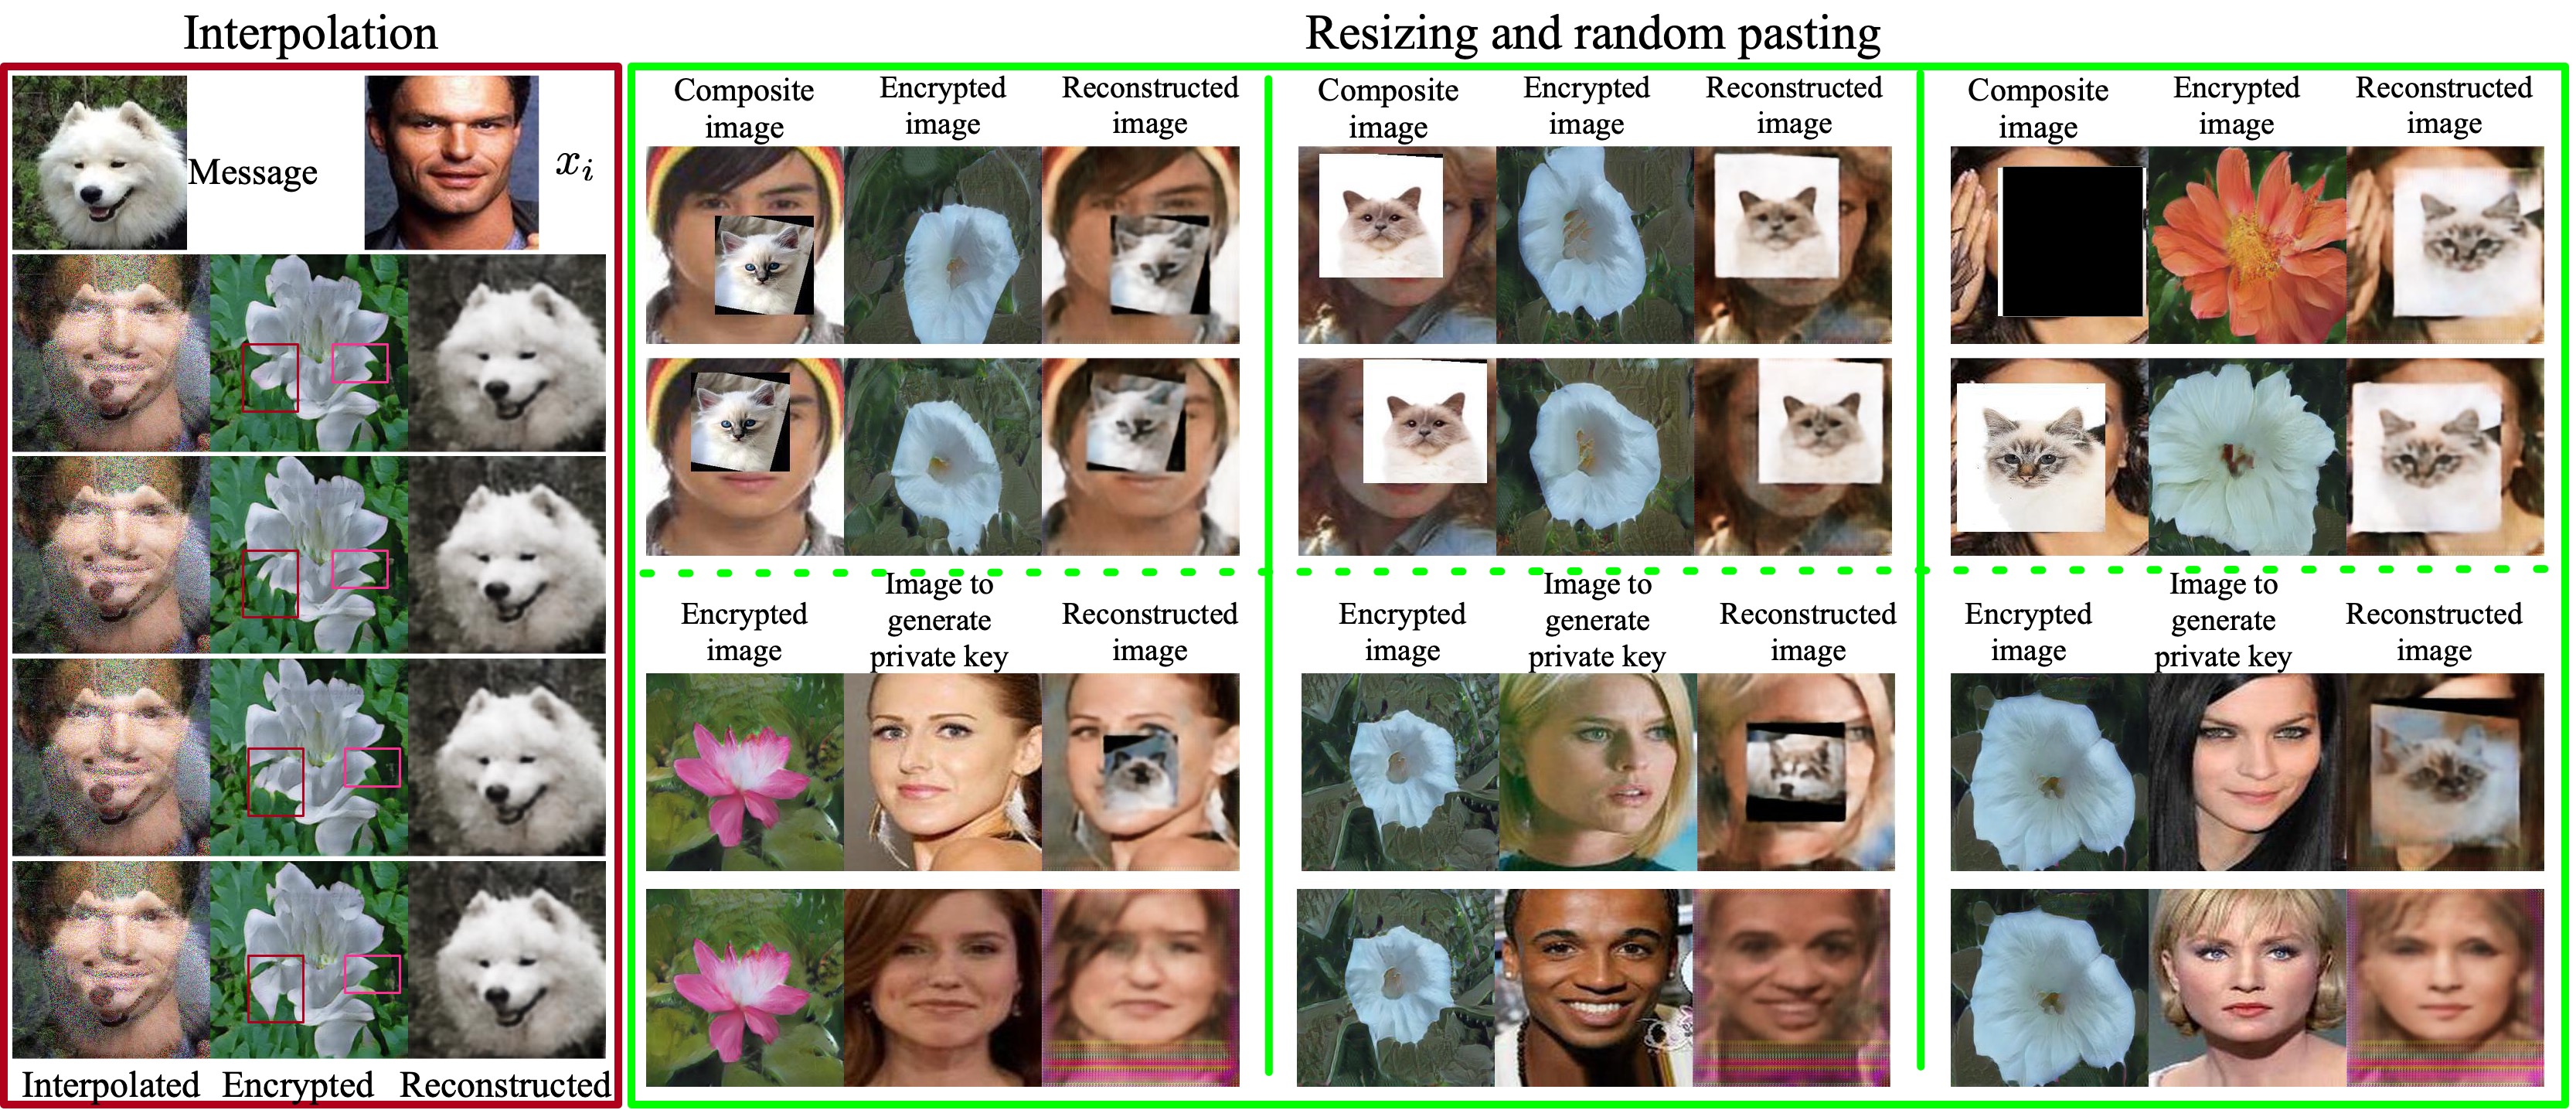 Interpolation
Resizing and random pasting
Message
xᵢ
Interpolated Encrypted Reconstructed
Composite image
Encrypted image
Reconstructed image
Composite image
Encrypted image
Reconstructed image
Composite image
Encrypted image
Reconstructed image
Encrypted image
Image to generate private key
Reconstructed image
Encrypted image
Image to generate private key
Reconstructed image
Encrypted image
Image to generate private key
Reconstructed image